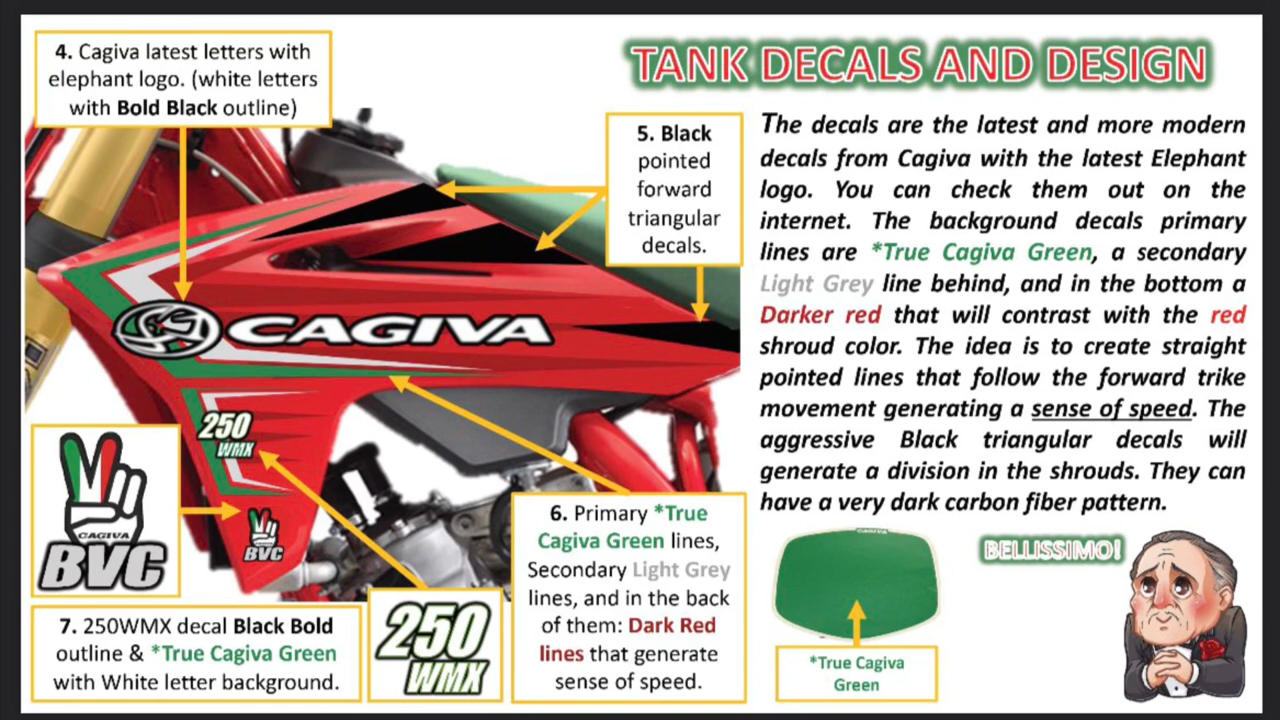 4. Cagiva latest letters with
elephant logo. (white letters
with Bold Black outline)
TANK DECALS AND DESIGN
5. Black
pointed
forward
triangular
decals.
The decals are the latest and more modern
decals from Cagiva with the latest Elephant
logo. You can check them out on the
internet. The background decals primary
lines are *True Cagiva Green, a secondary
Light Grey line behind, and in the bottom a
Darker red that will contrast with the red
shroud color. The idea is to create straight
pointed lines that follow the forward trike
movement generating a sense of speed. The
aggressive Black triangular decals will
generate a division in the shrouds. They can
have a very dark carbon fiber pattern.
CAGIVA
250
WMX
BVC
CAGIVA
BVC
6. Primary *True
Cagiva Green lines,
Secondary Light Grey
lines, and in the back
of them: Dark Red
lines that generate
sense of speed.
7. 250WMX decal Black Bold
outline & *True Cagiva Green
with White letter background.
250
WMX
CAGIVA
*True Cagiva
Green
BELLISSIMO!